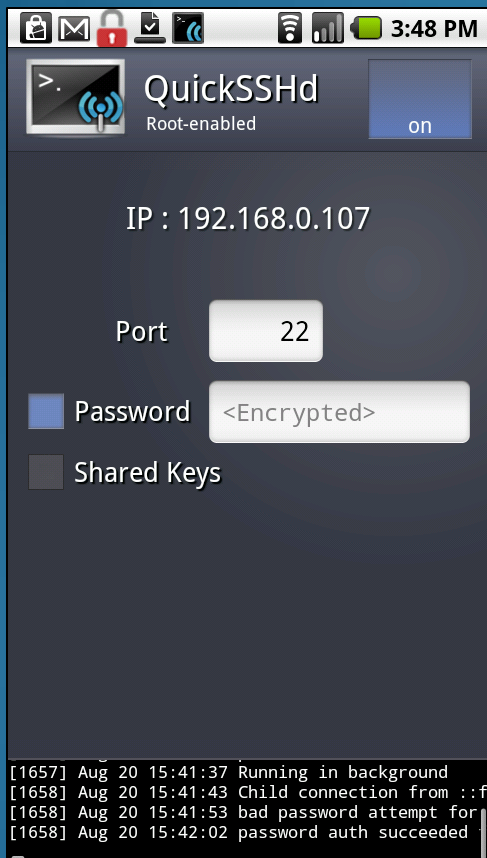 3:48 PM
QuickSSHd
Root-enabled
on
IP : 192.168.0.107
Port
22
Password
<Encrypted>
Shared Keys
[1657] Aug 20 15:41:37 Running in background
[1658] Aug 20 15:41:43 Child connection from ::f
[1658] Aug 20 15:41:53 bad password attempt for
[1658] Aug 20 15:42:02 password auth succeeded